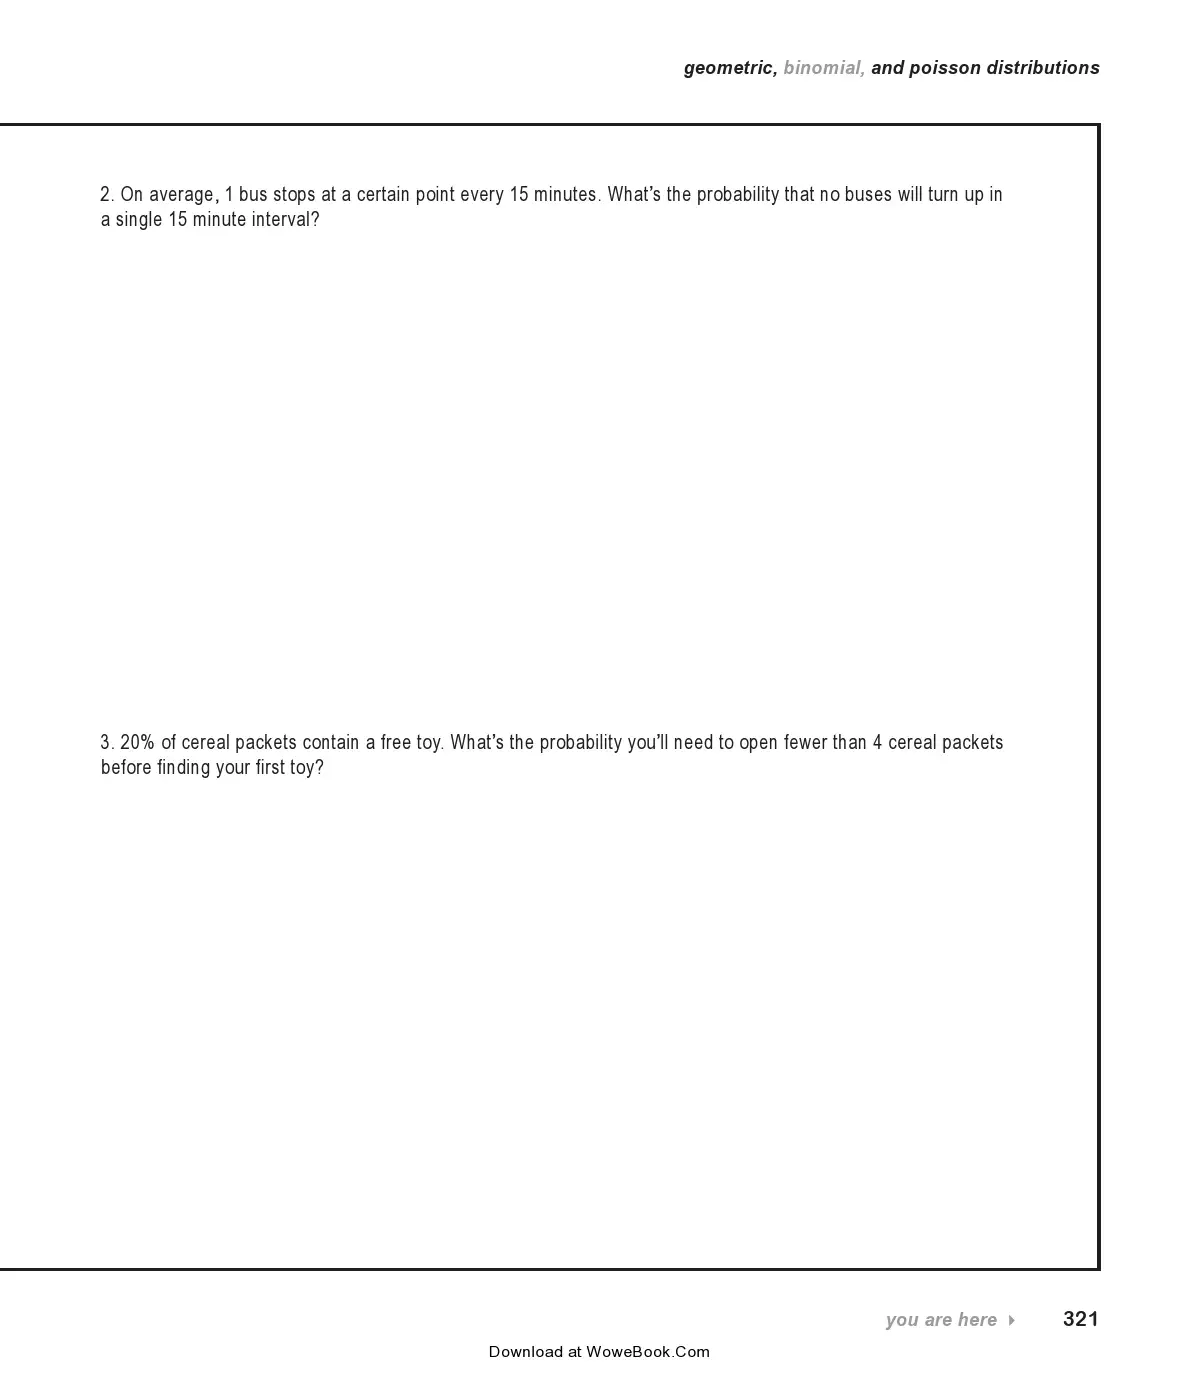 geometric, binomial, and poisson distributions
2. On average, 1 bus stops at a certain point every 15 minutes. What’s the probability that no buses will turn up in
a single 15 minute interval?
3. 20% of cereal packets contain a free toy. What’s the probability you’ll need to open fewer than 4 cereal packets
before finding your first toy?
you are here ▸ 321
Download at WoweBook.Com